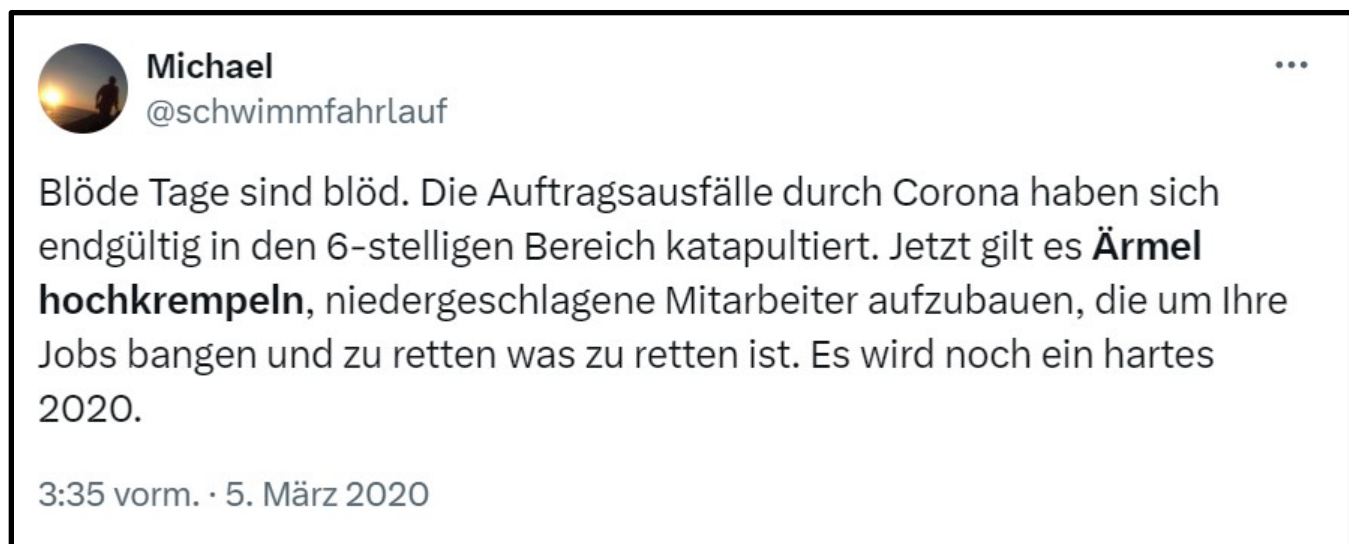 Michael
@schwimmfahrlauf
Blöde Tage sind blöd. Die Auftragsausfälle durch Corona haben sich
endgültig in den 6-stelligen Bereich katapultiert. Jetzt gilt es Ärmel
hochkrempeln, niedergeschlagene Mitarbeiter aufzubauen, die um Ihre
Jobs bangen und zu retten was zu retten ist. Es wird noch ein hartes
2020.
3:35 vorm. · 5. März 2020